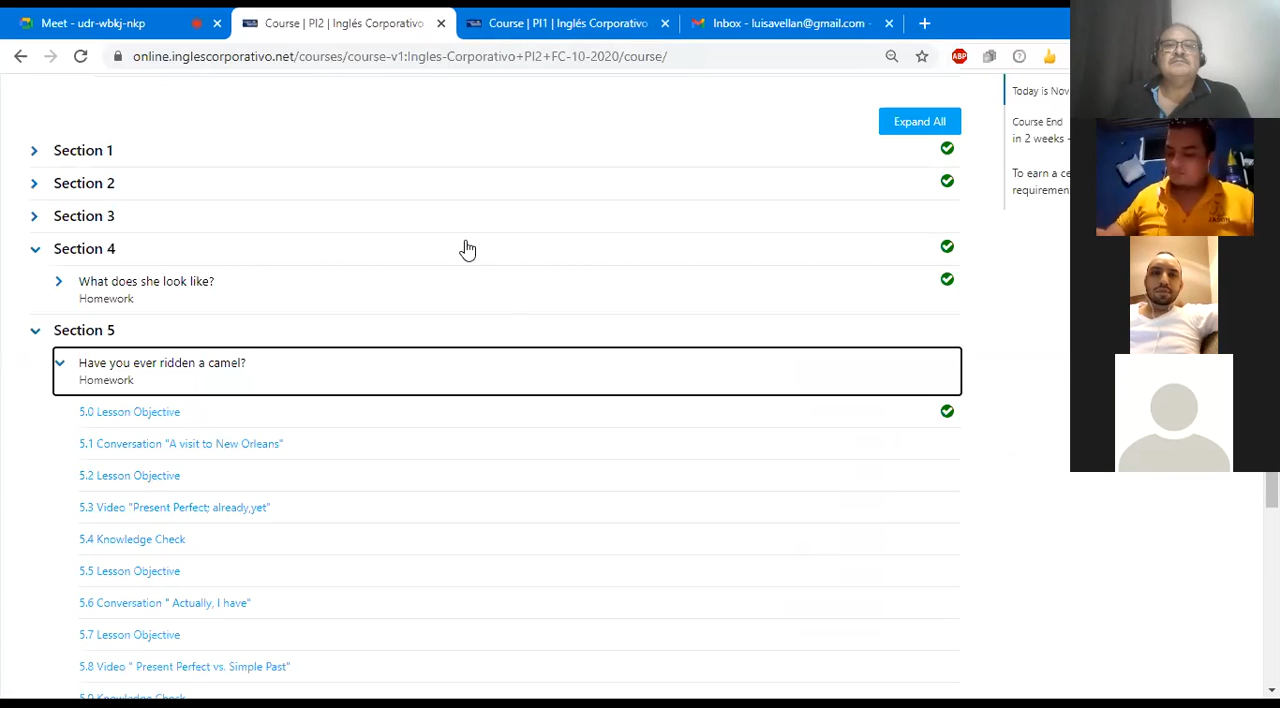 Meet - udr-wbkj-nkp
Course | PI2 | Inglés Corporativo
Course | PI1 | Inglés Corporativo
Inbox - luisavellan@gmail.com -
online.inglescorporativo.net/courses/course-v1:Ingles-Corporativo+PI2+FC-10-2020/course/
ABP
Expand All
Today is Nov
Course End
in 2 weeks -
To earn a ce
requiremen
Section 1
Section 2
Section 3
Section 4
What does she look like?
Homework
Section 5
Have you ever ridden a camel?
Homework
5.0 Lesson Objective
5.1 Conversation "A visit to New Orleans"
5.2 Lesson Objective
5.3 Video "Present Perfect; already,yet"
5.4 Knowledge Check
5.5 Lesson Objective
5.6 Conversation " Actually, I have"
5.7 Lesson Objective
5.8 Video " Present Perfect vs. Simple Past"
5.9 Knowledge Check